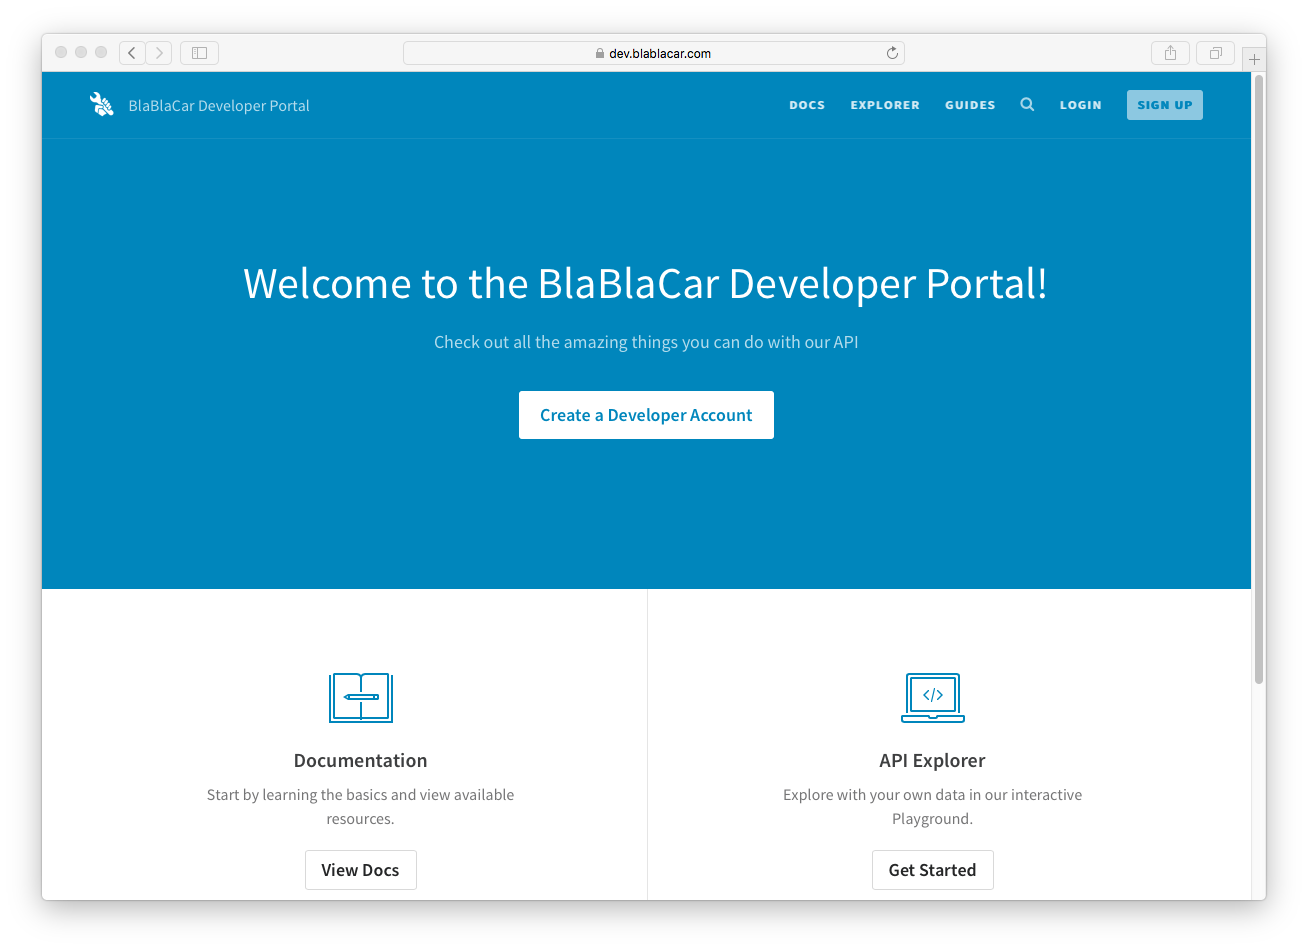 dev.blablacar.com
BlaBlaCar Developer Portal
DOCS EXPLORER GUIDES LOGIN SIGN UP
Welcome to the BlaBlaCar Developer Portal!
Check out all the amazing things you can do with our API
Create a Developer Account
</>
Documentation
Start by learning the basics and view available
resources.
View Docs
API Explorer
Explore with your own data in our interactive
Playground.
Get Started